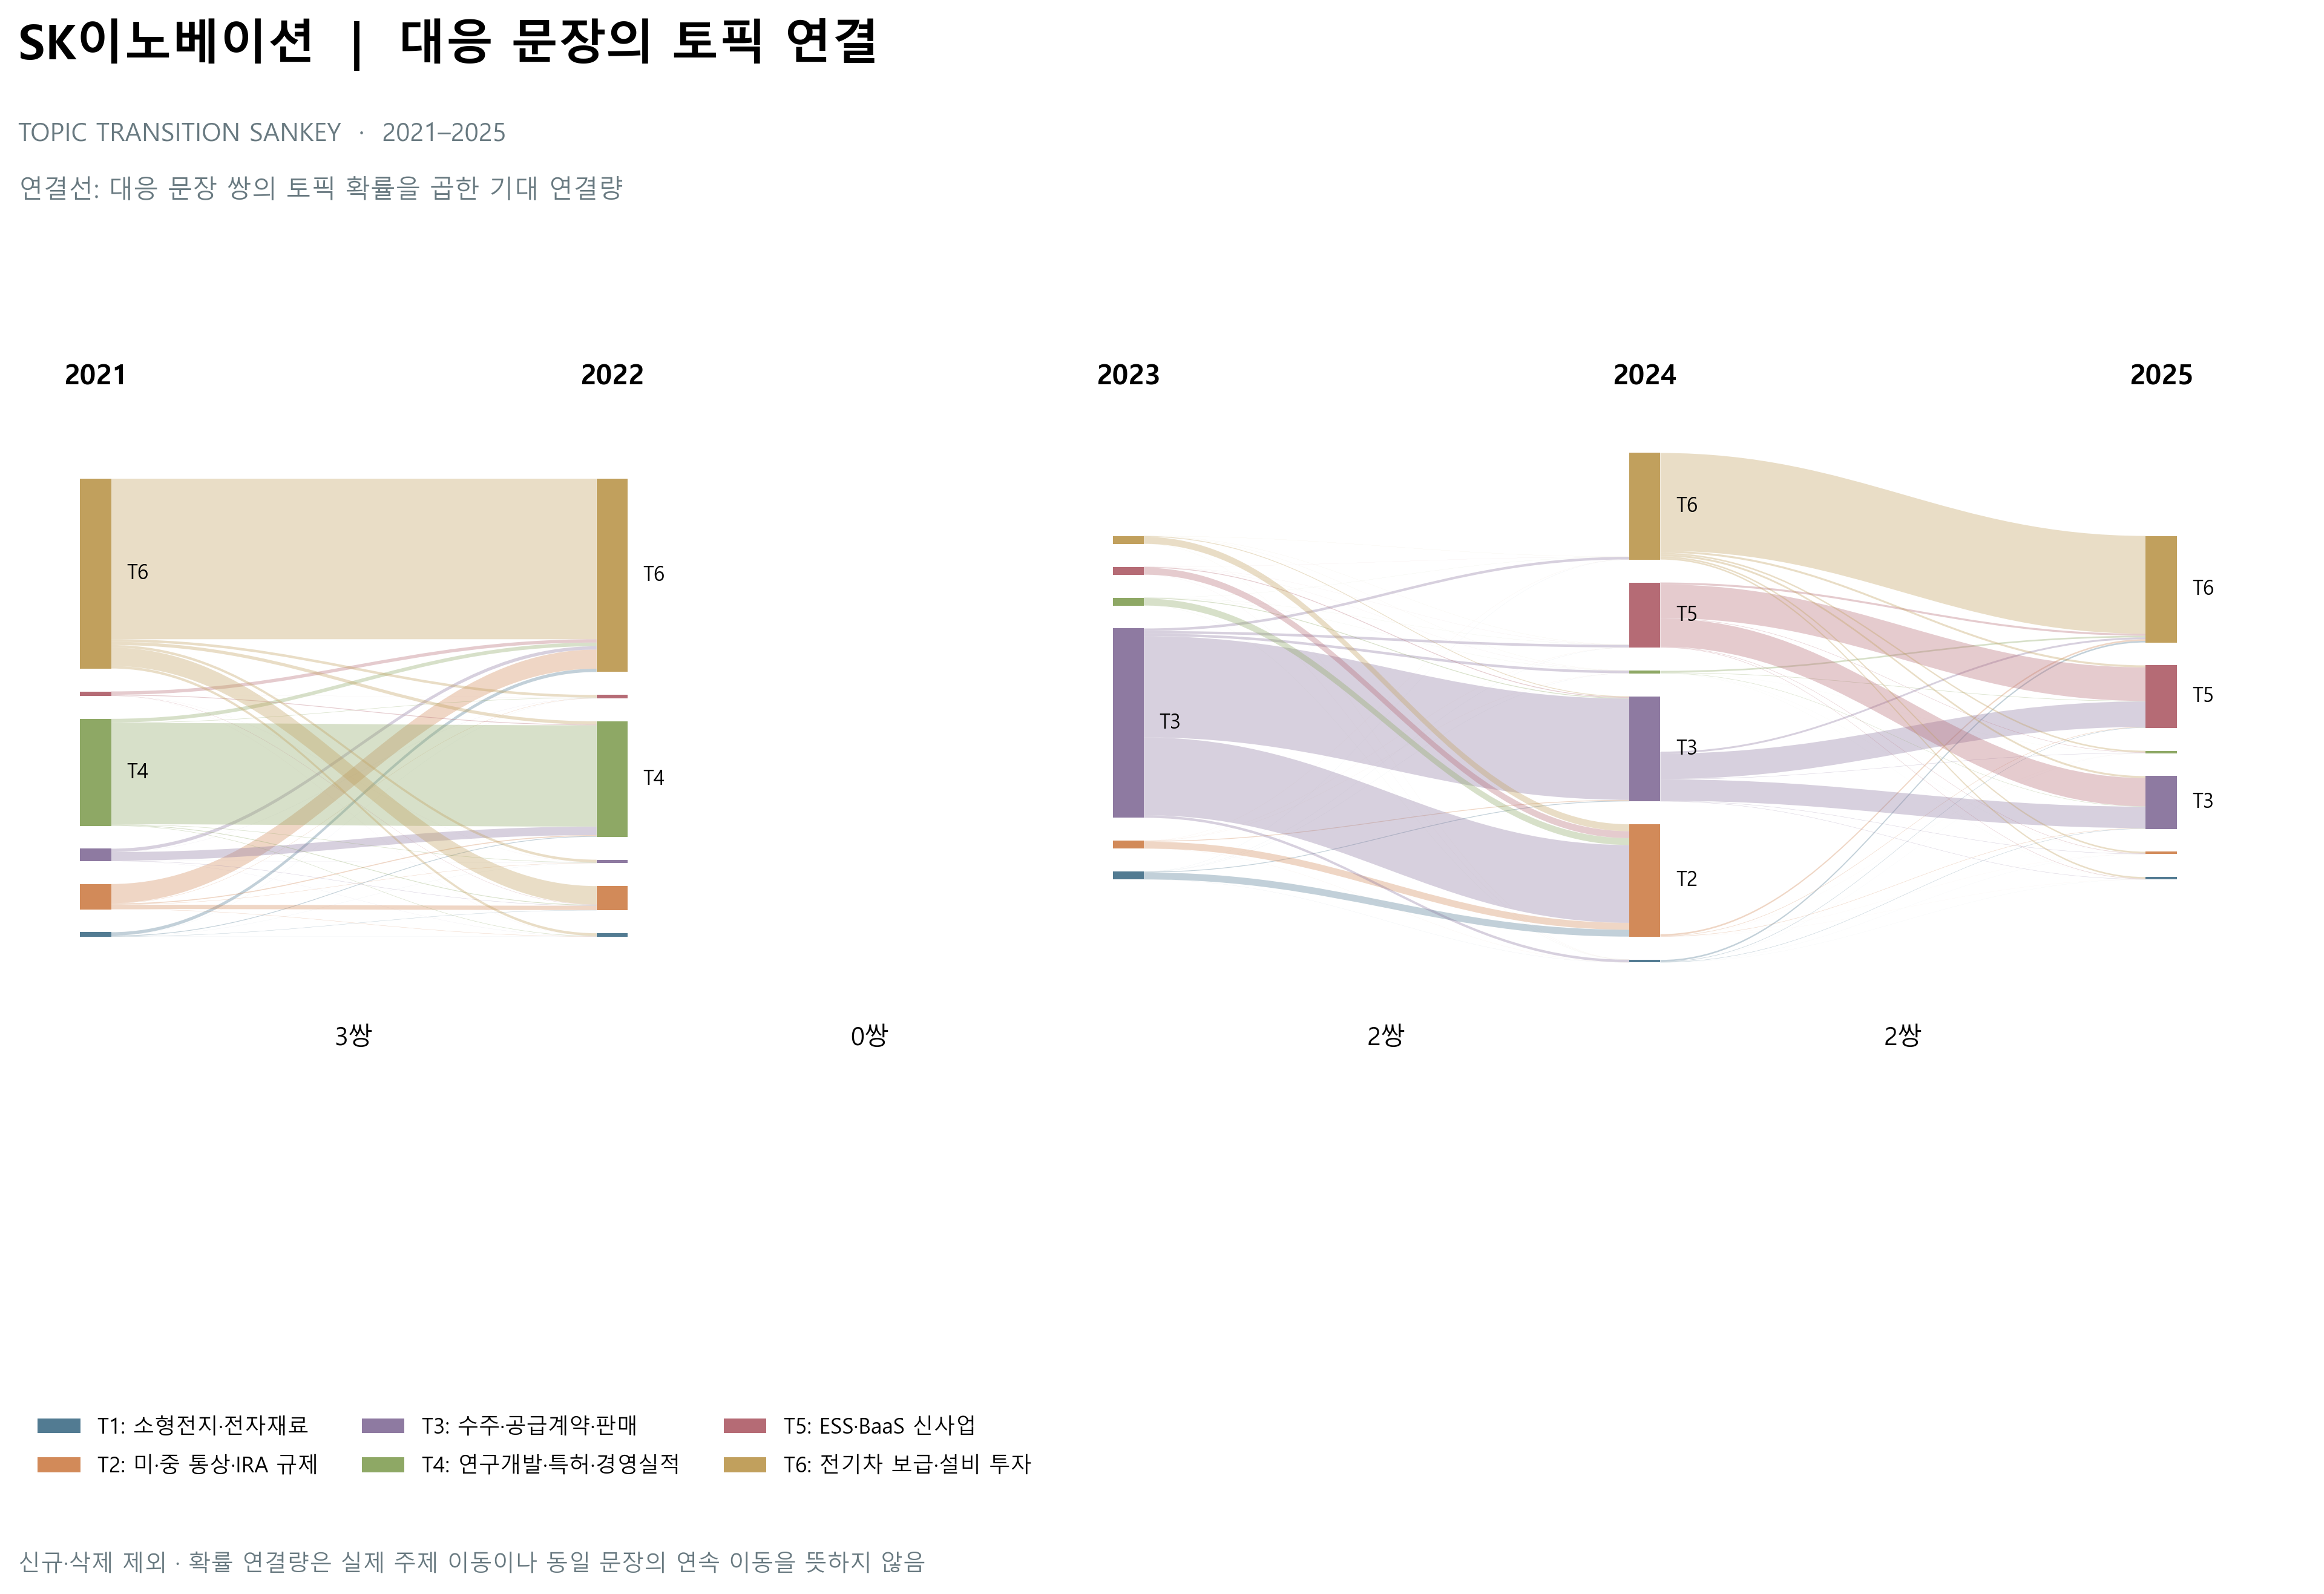 SK이노베이션 | 대응 문장의 토픽 연결
TOPIC TRANSITION SANKEY · 2021–2025
연결선: 대응 문장 쌍의 토픽 확률을 곱한 기대 연결량
2021 2022 2023 2024 2025
T6
T4
T6
T4
T3
T6
T5
T3
T2
T6
T5
T3
3쌍 0쌍 2쌍 2쌍
T1: 소형전지·전자재료 T3: 수주·공급계약·판매 T5: ESS·BaaS 신사업
T2: 미·중 통상·IRA 규제 T4: 연구개발·특허·경영실적 T6: 전기차 보급·설비 투자
신규·삭제 제외 · 확률 연결량은 실제 주제 이동이나 동일 문장의 연속 이동을 뜻하지 않음